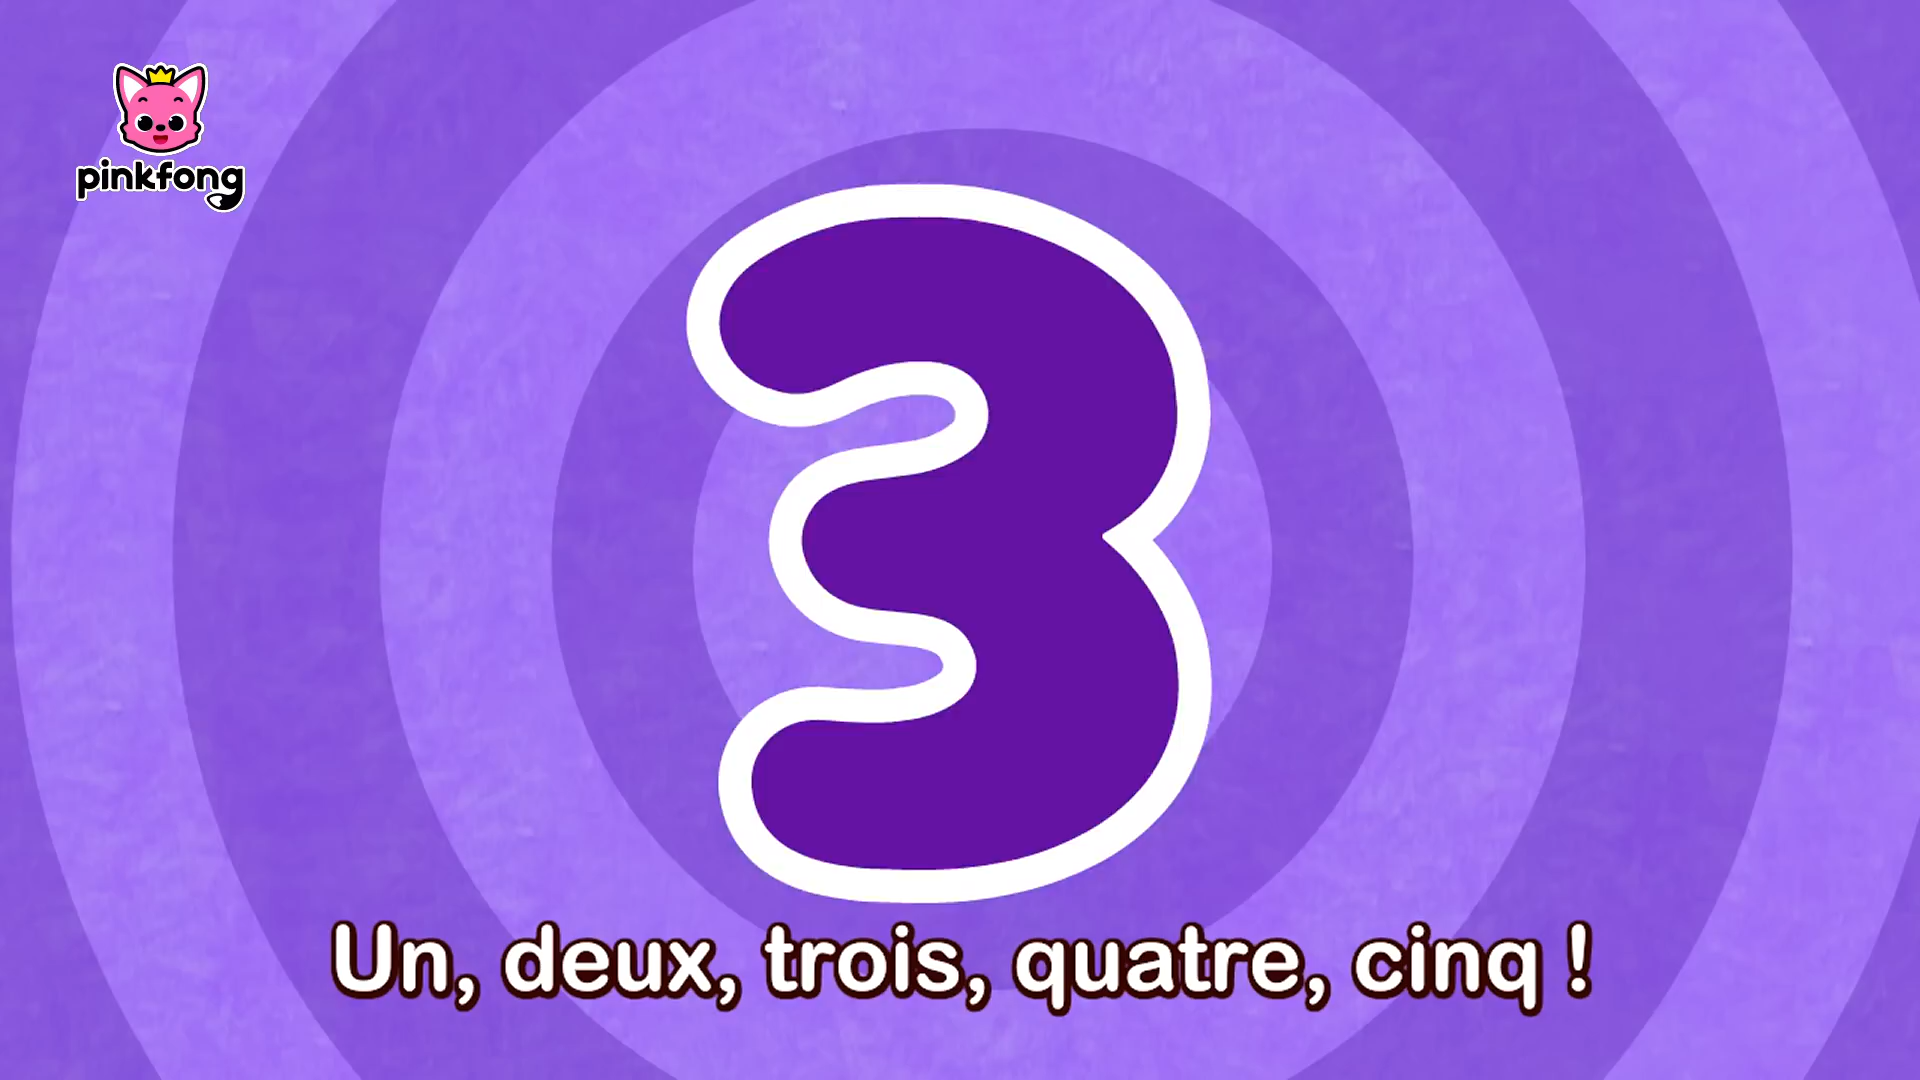 pinkfong
3
Un, deux, trois, quatre, cinq !